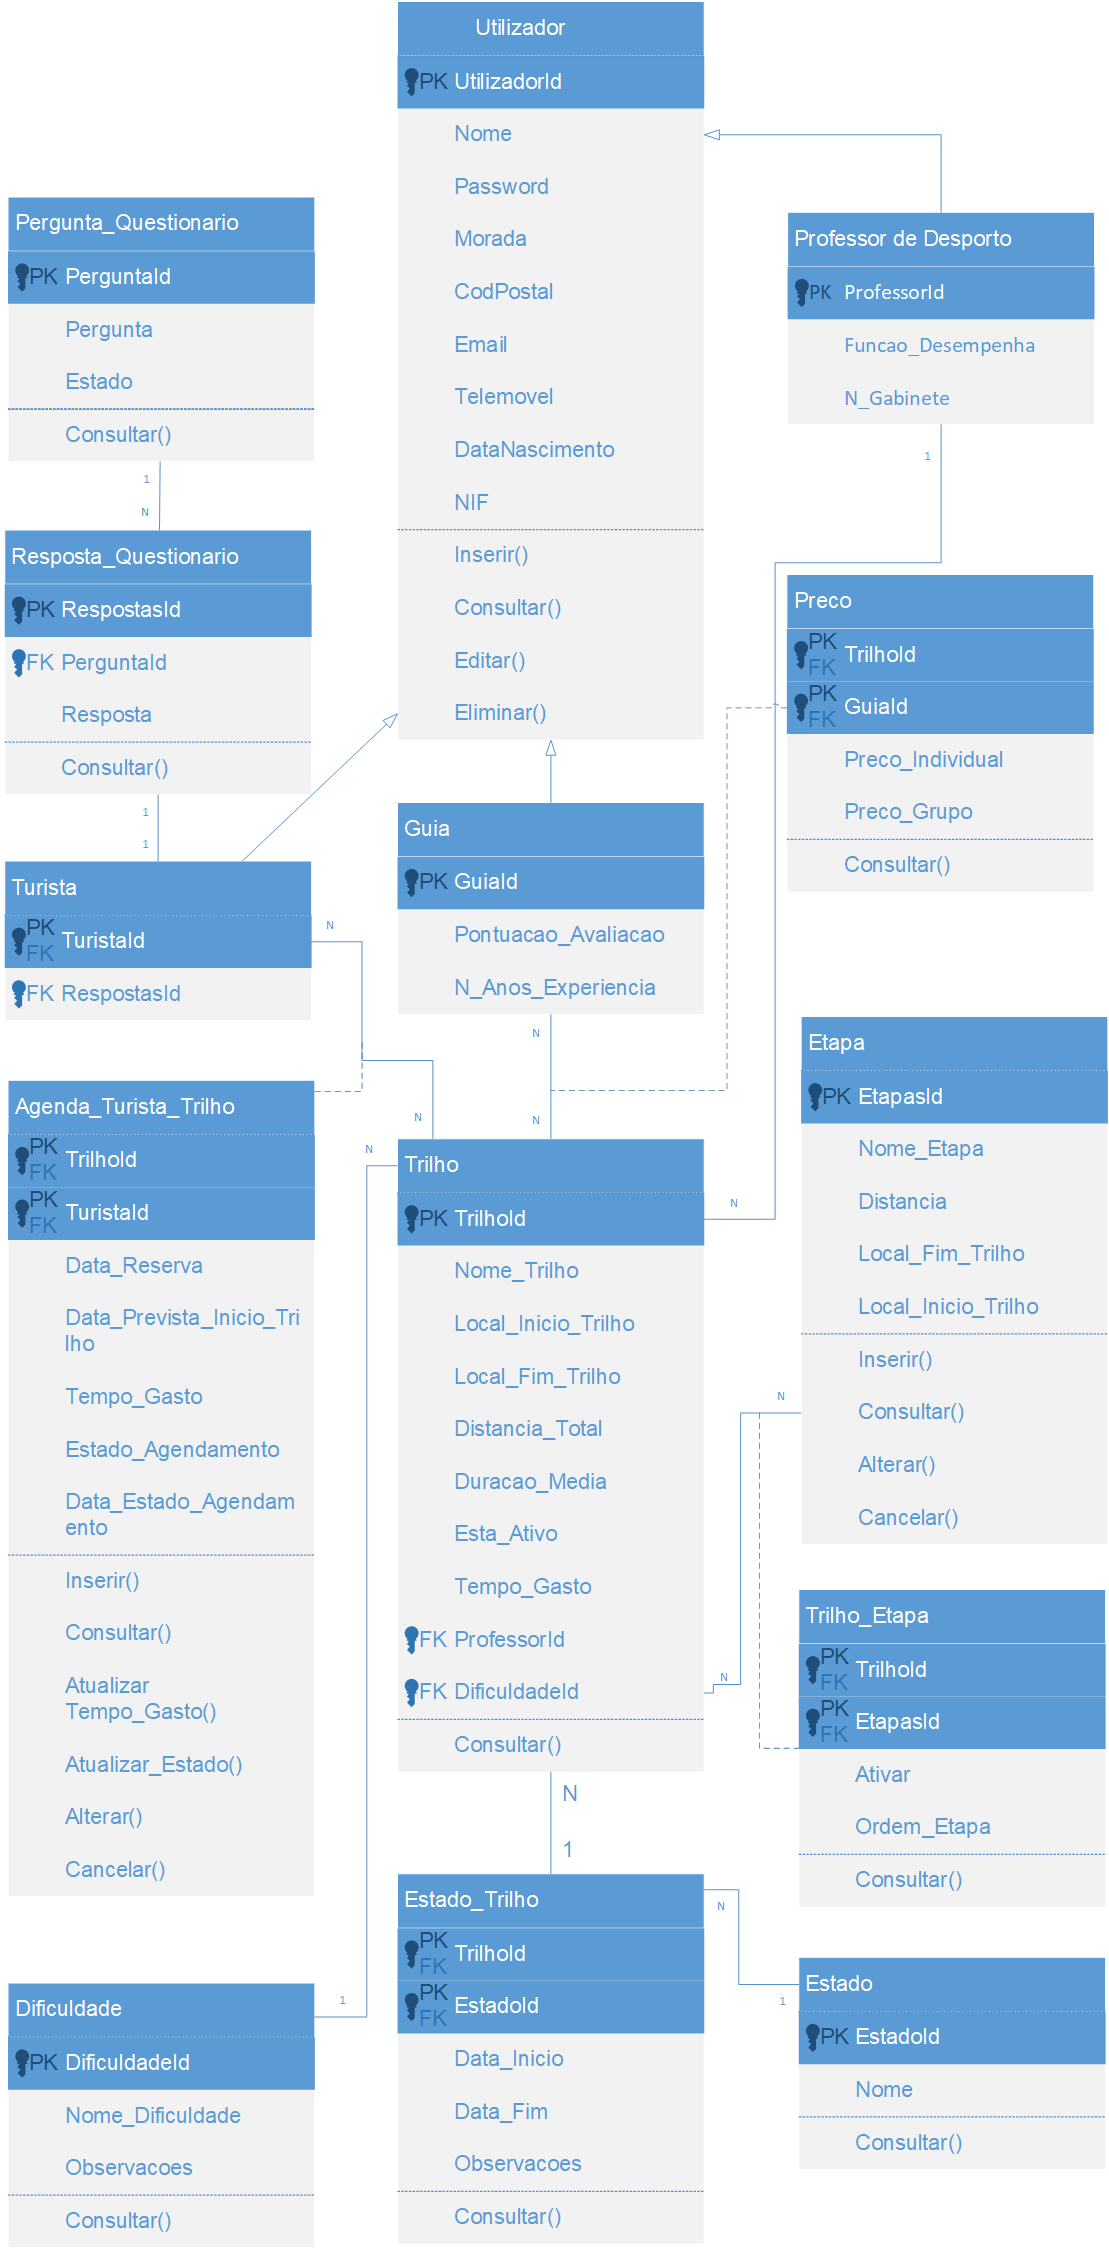 Utilizador
PK UtilizadorId
Nome
Password
Morada
CodPostal
Email
Telemovel
DataNascimento
NIF
Inserir()
Consultar()
Editar()
Eliminar()
Pergunta_Questionario
PK PerguntaId
Pergunta
Estado
Consultar()
1
N
Professor de Desporto
PK ProfessorId
Funcao_Desempenha
N_Gabinete
1
Resposta_Questionario
PK RespostasId
FK PerguntaId
Resposta
Consultar()
1
1
Preco
PK
FK TrilhoId
PK
FK GuiaId
Preco_Individual
Preco_Grupo
Consultar()
Turista
PK
FK TuristaId
FK RespostasId
N
Guia
PK GuiaId
Pontuacao_Avaliacao
N_Anos_Experiencia
N
N
N
N
N
Etapa
PK EtapasId
Nome_Etapa
Distancia
Local_Fim_Trilho
Local_Inicio_Trilho
Inserir()
Consultar()
Alterar()
Cancelar()
N
Agenda_Turista_Trilho
PK
FK TrilhoId
PK
FK TuristaId
Data_Reserva
Data_Prevista_Inicio_Tri
lho
Tempo_Gasto
Estado_Agendamento
Data_Estado_Agendam
ento
Inserir()
Consultar()
Atualizar
Tempo_Gasto()
Atualizar_Estado()
Alterar()
Cancelar()
Trilho
PK TrilhoId
Nome_Trilho
Local_Inicio_Trilho
Local_Fim_Trilho
Distancia_Total
Duracao_Media
Esta_Ativo
Tempo_Gasto
FK ProfessorId
FK DificuldadeId
Consultar()
N
N
1
Trilho_Etapa
PK
FK TrilhoId
PK
FK EtapasId
Ativar
Ordem_Etapa
Consultar()
Estado_Trilho
PK
FK TrilhoId
PK
FK EstadoId
Data_Inicio
Data_Fim
Observacoes
Consultar()
N
1
Estado
PK EstadoId
Nome
Consultar()
Dificuldade
PK DificuldadeId
Nome_Dificuldade
Observacoes
Consultar()
1